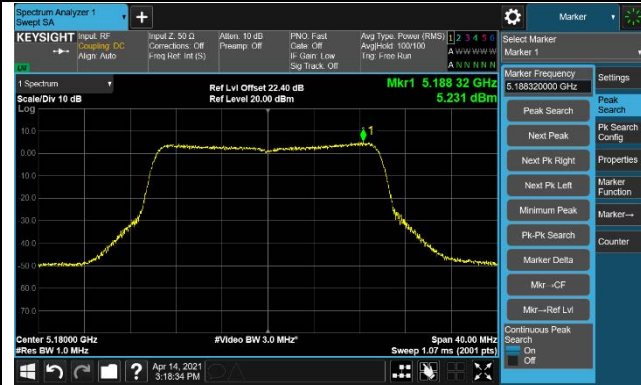 Spectrum Analyzer 1
Swept SA
+
Marker
KEYSIGHT
Input: RF
Coupling: DC
Align: Auto
Input Z: 50 Ω
Corrections: Off
Freq Ref: Int (S)
Atten: 10 dB
Preamp: Off
PNO: Fast
Gate: Off
IF Gain: Low
Sig Track: Off
Avg Type: Power (RMS)
Avg|Hold: 100/100
Trig: Free Run
1 2 3 4 5 6
A W W W W W
A N N N N N
LXI
1 Spectrum
Scale/Div 10 dB
Log
Ref Lvl Offset 22.40 dB
Ref Level 20.00 dBm
Mkr1 5.188 32 GHz
5.231 dBm
10.0
0.00
10.0
20.0
30.0
40.0
50.0
60.0
70.0
1
Center 5.18000 GHz
#Res BW 1.0 MHz
#Video BW 3.0 MHz*
Span 40.00 MHz
Sweep 1.07 ms (2001 pts)
Apr 14, 2021
3:18:34 PM
?
Select Marker
Marker 1
Marker Frequency
5.188320000 GHz
Peak Search
Next Peak
Next Pk Right
Next Pk Left
Minimum Peak
Pk-Pk Search
Marker Delta
Mkr→CF
Mkr→Ref Lvl
Continuous Peak
Search
On
Off
Settings
Peak
Search
Pk Search
Config
Properties
Marker
Function
Marker→
Counter